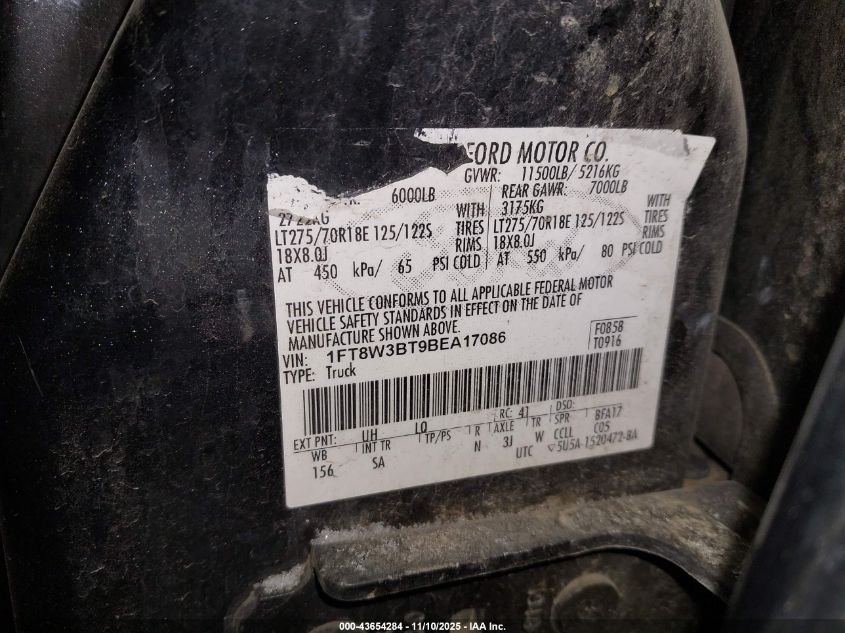 FORD MOTOR CO.
GVWR: 11500LB/ 5216KG
6000LB
REAR GAWR: 7000LB
2722KG WITH 3175KG WITH
LT275/70R18E 125/122S TIRES LT275/70R18E 125/122S TIRES
18X8.0J RIMS 18X8.0J RIMS
AT 450 kPa/ 65 PSI COLD AT 550 kPa/ 80 PSI COLD
THIS VEHICLE CONFORMS TO ALL APPLICABLE FEDERAL MOTOR
VEHICLE SAFETY STANDARDS IN EFFECT ON THE DATE OF
MANUFACTURE SHOWN ABOVE.
VIN: 1FT8W3BT9BEA17086
F0858
TYPE: Truck
T0916
EXT PNT: UH LQ RC: 41 DSO:
WB INT TR TP/PS R AXLE TR SPR BFA17
156 SA N 3J W CCLL C05
UTC ▽5U5A-1520472-BA
000-43654284 - 11/10/2025 - IAA Inc.